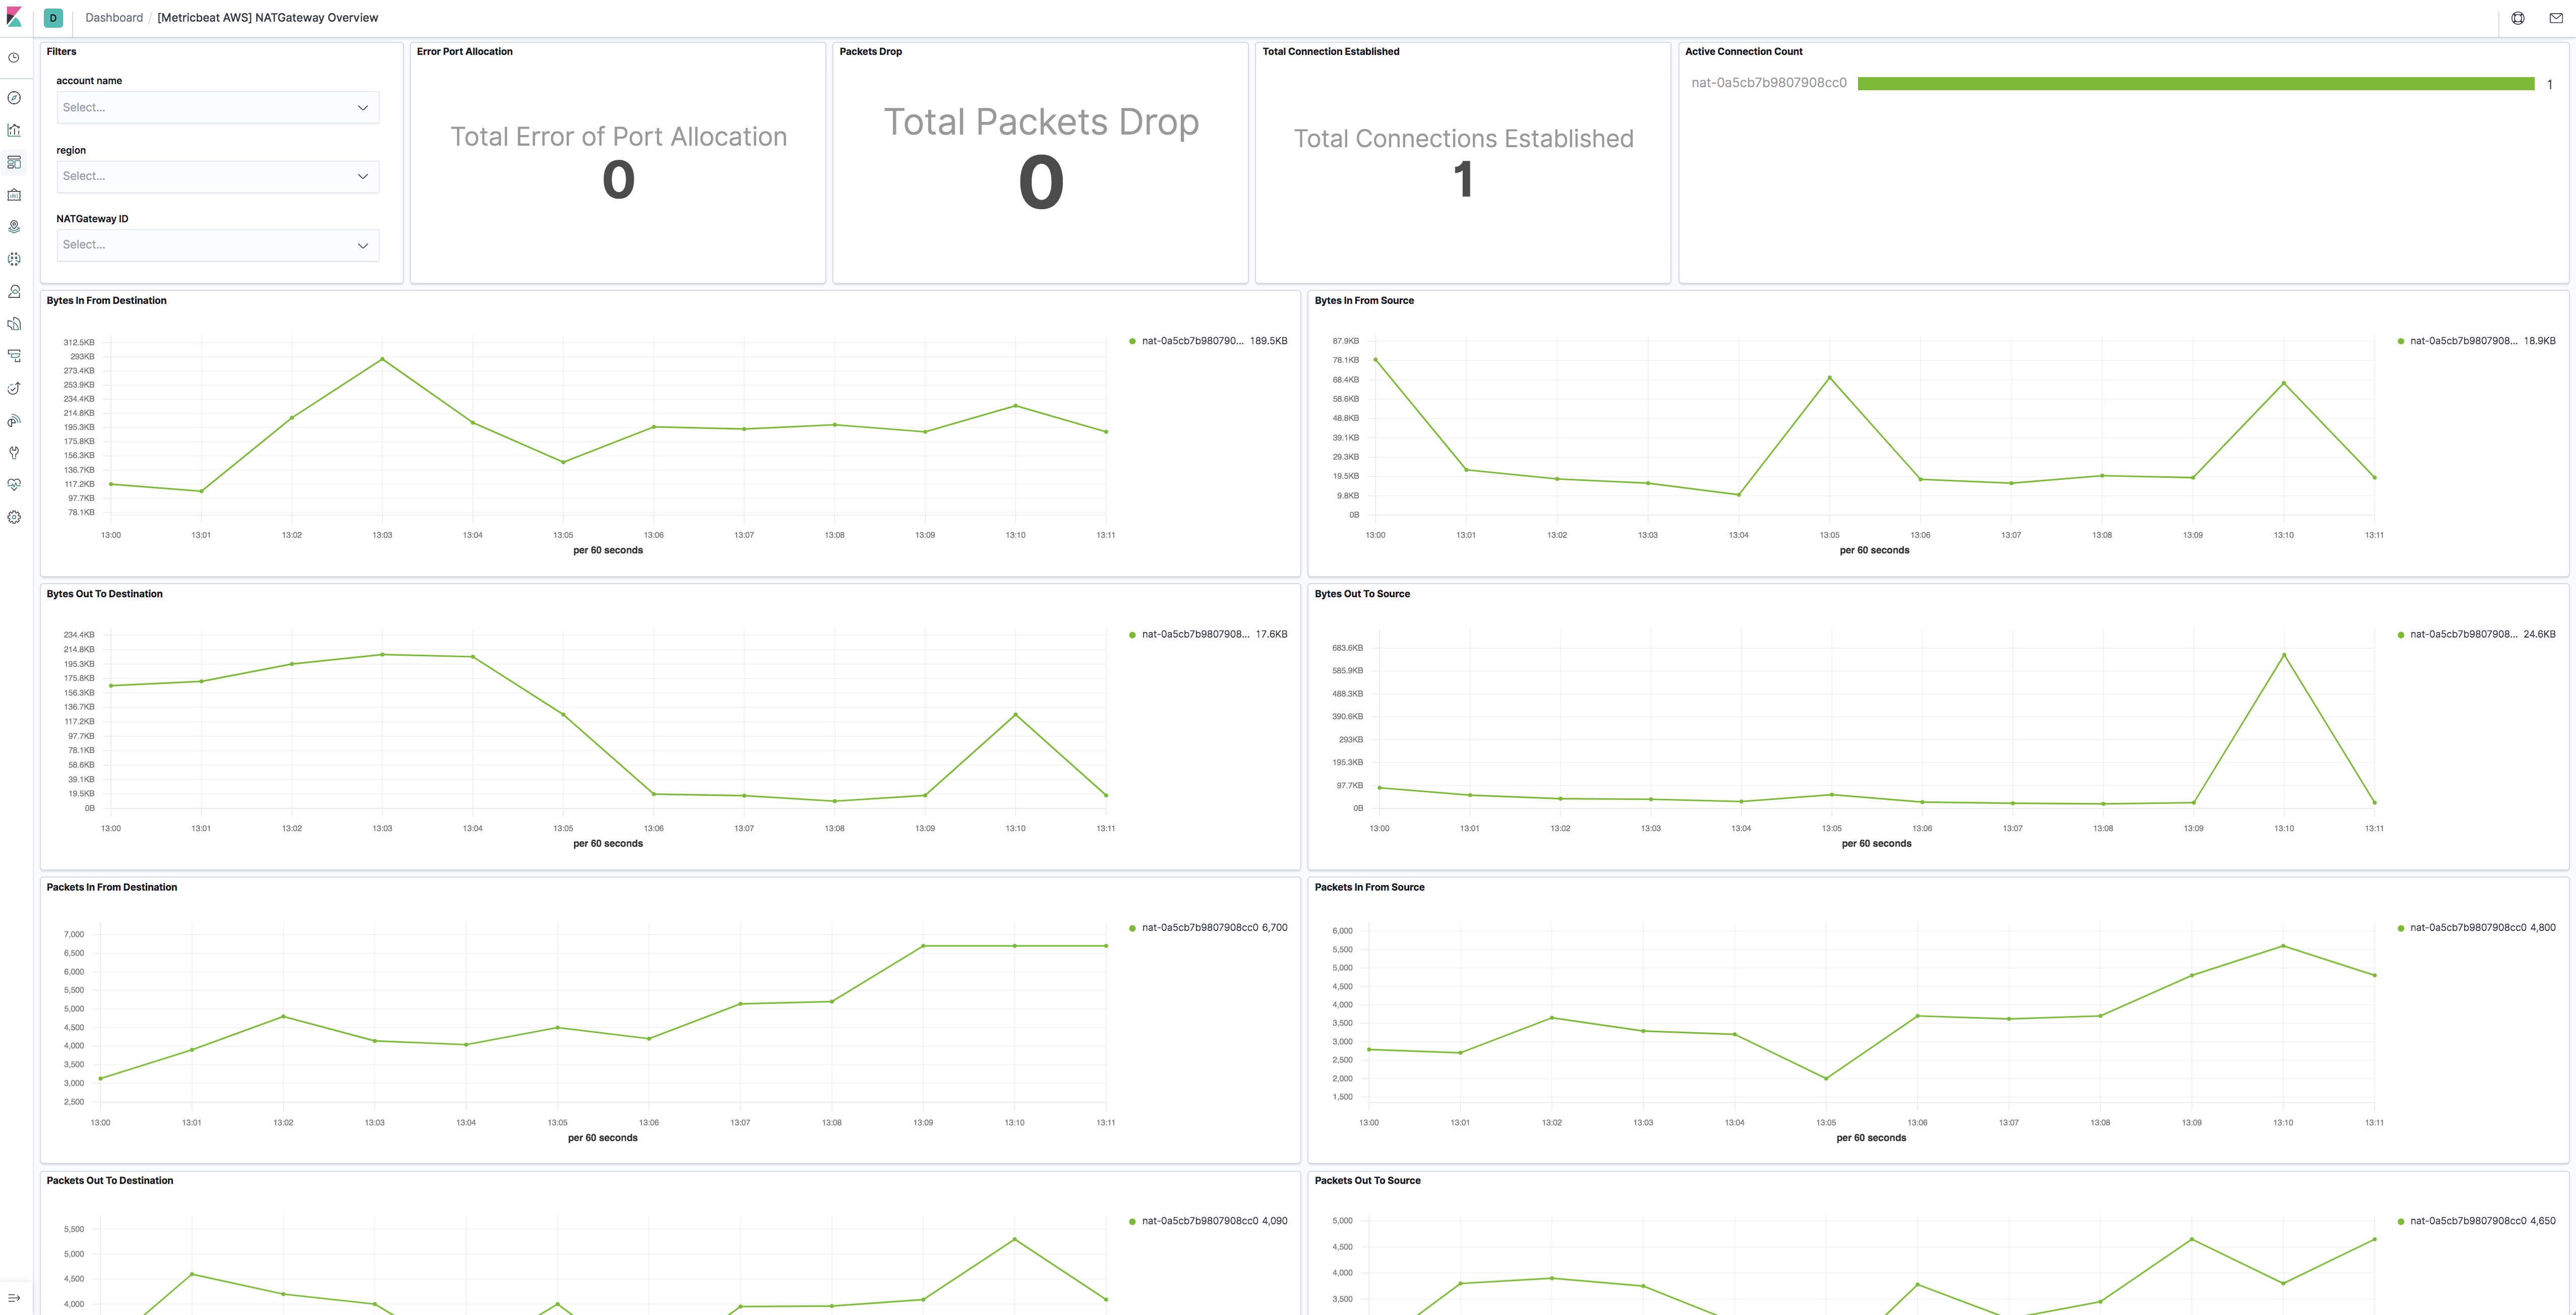 D Dashboard / [Metricbeat AWS] NATGateway Overview
Filters
account name
Select...
region
Select...
NATGateway ID
Select...
Error Port Allocation
Total Error of Port Allocation
0
Packets Drop
Total Packets Drop
0
Total Connection Established
Total Connections Established
1
Active Connection Count
nat-0a5cb7b9807908cc0 1
Bytes In From Destination
312.5KB
293KB
273.4KB
253.9KB
234.4KB
214.8KB
195.3KB
175.8KB
156.3KB
136.7KB
117.2KB
97.7KB
78.1KB
13:00 13:01 13:02 13:03 13:04 13:05 13:06 13:07 13:08 13:09 13:10 13:11
per 60 seconds
nat-0a5cb7b980790... 189.5KB
Bytes In From Source
87.9KB
78.1KB
68.4KB
58.6KB
48.8KB
39.1KB
29.3KB
19.5KB
9.8KB
0B
13:00 13:01 13:02 13:03 13:04 13:05 13:06 13:07 13:08 13:09 13:10 13:11
per 60 seconds
nat-0a5cb7b9807908... 18.9KB
Bytes Out To Destination
234.4KB
214.8KB
195.3KB
175.8KB
156.3KB
136.7KB
117.2KB
97.7KB
78.1KB
58.6KB
39.1KB
19.5KB
0B
13:00 13:01 13:02 13:03 13:04 13:05 13:06 13:07 13:08 13:09 13:10 13:11
per 60 seconds
nat-0a5cb7b9807908... 17.6KB
Bytes Out To Source
683.6KB
585.9KB
488.3KB
390.6KB
293KB
195.3KB
97.7KB
0B
13:00 13:01 13:02 13:03 13:04 13:05 13:06 13:07 13:08 13:09 13:10 13:11
per 60 seconds
nat-0a5cb7b9807908... 24.6KB
Packets In From Destination
7,000
6,500
6,000
5,500
5,000
4,500
4,000
3,500
3,000
2,500
13:00 13:01 13:02 13:03 13:04 13:05 13:06 13:07 13:08 13:09 13:10 13:11
per 60 seconds
nat-0a5cb7b9807908cc0 6,700
Packets In From Source
6,000
5,500
5,000
4,500
4,000
3,500
3,000
2,500
2,000
1,500
13:00 13:01 13:02 13:03 13:04 13:05 13:06 13:07 13:08 13:09 13:10 13:11
per 60 seconds
nat-0a5cb7b9807908cc0 4,800
Packets Out To Destination
5,500
5,000
4,500
4,000
nat-0a5cb7b9807908cc0 4,090
Packets Out To Source
5,000
4,500
4,000
3,500
nat-0a5cb7b9807908cc0 4,650